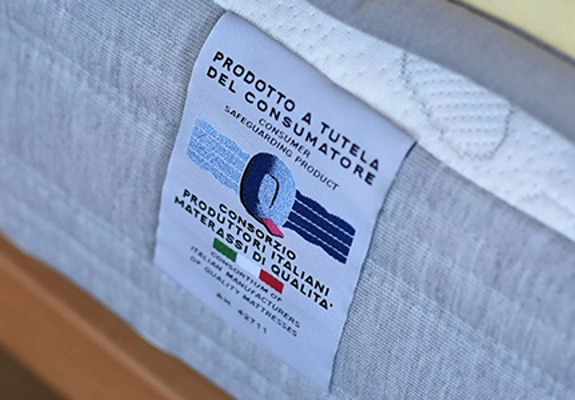 PRODOTTO A TUTELA
DEL CONSUMATORE
CONSUMER
SAFEGUARDING PRODUCT
Q
CONSORZIO
PRODUTTORI ITALIANI
MATERASSI DI QUALITA'
CONSORTIUM OF
ITALIAN MANUFACTURERS
OF QUALITY MATTRESSES
42711